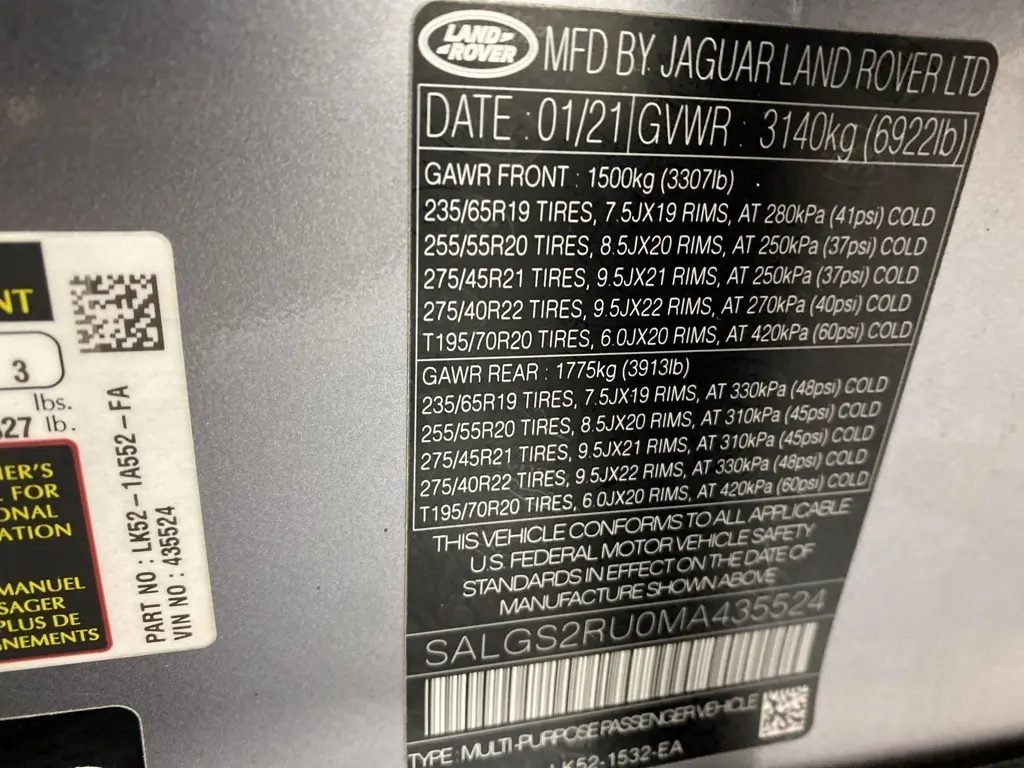 LAND ROVER
MFD BY JAGUAR LAND ROVER LTD
DATE : 01/21 GVWR : 3140kg (6922lb)
GAWR FRONT : 1500kg (3307lb)
235/65R19 TIRES, 7.5JX19 RIMS, AT 280kPa (41psi) COLD
255/55R20 TIRES, 8.5JX20 RIMS, AT 250kPa (37psi) COLD
275/45R21 TIRES, 9.5JX21 RIMS, AT 250kPa (37psi) COLD
275/40R22 TIRES, 9.5JX22 RIMS, AT 270kPa (40psi) COLD
T195/70R20 TIRES, 6.0JX20 RIMS, AT 420kPa (60psi) COLD
GAWR REAR : 1775kg (3913lb)
235/65R19 TIRES, 7.5JX19 RIMS, AT 330kPa (48psi) COLD
255/55R20 TIRES, 8.5JX20 RIMS, AT 310kPa (45psi) COLD
275/45R21 TIRES, 9.5JX21 RIMS, AT 310kPa (45psi) COLD
275/40R22 TIRES, 9.5JX22 RIMS, AT 330kPa (48psi) COLD
T195/70R20 TIRES, 6.0JX20 RIMS, AT 420kPa (60psi) COLD
THIS VEHICLE CONFORMS TO ALL APPLICABLE
U.S. FEDERAL MOTOR VEHICLE SAFETY
STANDARDS IN EFFECT ON THE DATE OF
MANUFACTURE SHOWN ABOVE
SALGS2RU0MA435524
TYPE: MULTI-PURPOSE PASSENGER VEHICLE
LK52-1532-EA
NT
3
lbs.
527 lb.
NER'S
L FOR
ONAL
ATION
MANUEL
SAGER
PLUS DE
GNEMENTS
PART NO : LK52-1A552-FA
VIN NO : 435524